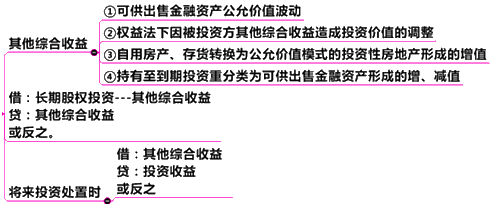 其他综合收益
①可供出售金融资产公允价值波动
②权益法下因被投资方其他综合收益造成投资价值的调整
③自用房产、存货转换为公允价值模式的投资性房地产形成的增值
④持有至到期投资重分类为可供出售金融资产形成的增、减值
借：长期股权投资---其他综合收益
贷：其他综合收益
或反之。
将来投资处置时
借：其他综合收益
贷：投资收益
或反之